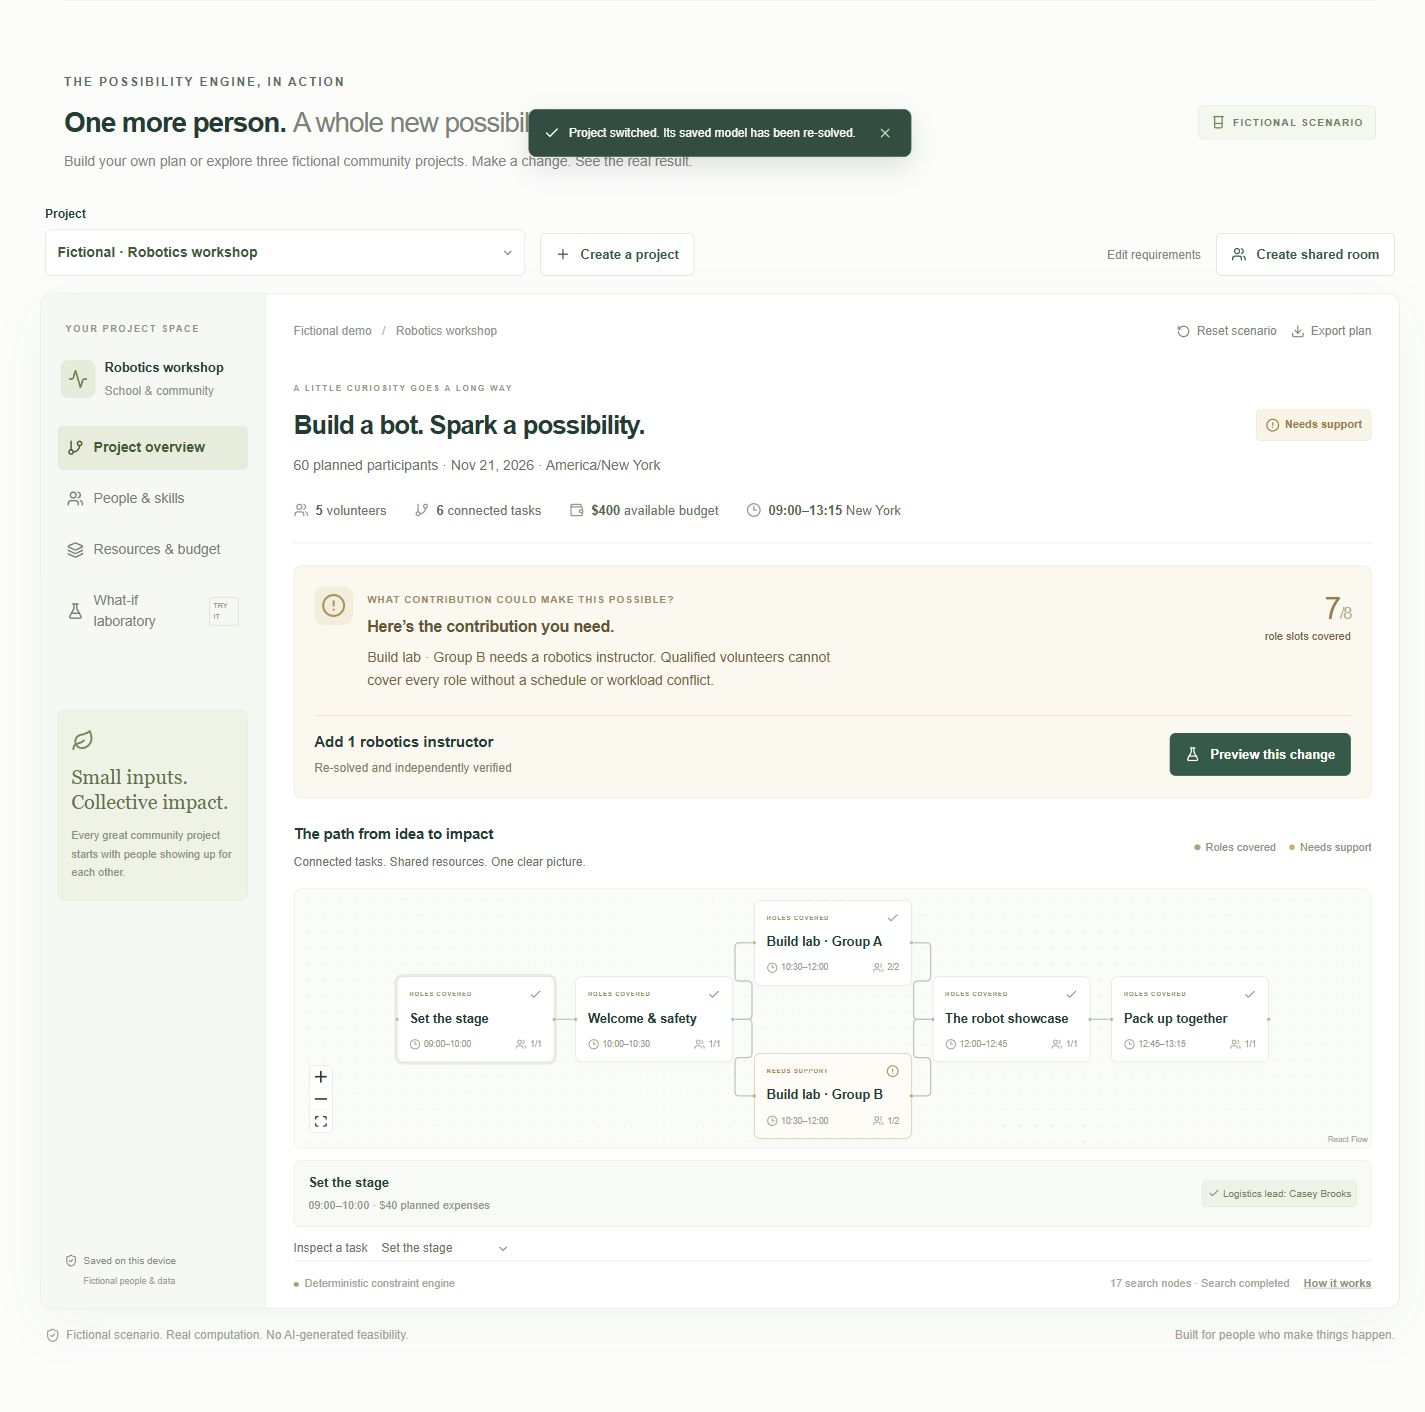 THE POSSIBILITY ENGINE, IN ACTION
One more person. A whole new possibil
Project switched. Its saved model has been re-solved.
FICTIONAL SCENARIO
Build your own plan or explore three fictional community projects. Make a change. See the real result.
Project
Fictional · Robotics workshop
Create a project
Edit requirements
Create shared room
YOUR PROJECT SPACE
Robotics workshop
School & community
Project overview
People & skills
Resources & budget
What-if
laboratory
TRY
IT
Small inputs.
Collective impact.
Every great community project
starts with people showing up for
each other.
Saved on this device
Fictional people & data
Fictional demo / Robotics workshop
Reset scenario
Export plan
A LITTLE CURIOSITY GOES A LONG WAY
Build a bot. Spark a possibility.
Needs support
60 planned participants · Nov 21, 2026 · America/New York
5 volunteers
6 connected tasks
$400 available budget
09:00–13:15 New York
WHAT CONTRIBUTION COULD MAKE THIS POSSIBLE?
Here's the contribution you need.
Build lab · Group B needs a robotics instructor. Qualified volunteers cannot
cover every role without a schedule or workload conflict.
7/8
role slots covered
Add 1 robotics instructor
Re-solved and independently verified
Preview this change
The path from idea to impact
Connected tasks. Shared resources. One clear picture.
Roles covered
Needs support
ROLES COVERED
Set the stage
09:00–10:00
1/1
ROLES COVERED
Welcome & safety
10:00–10:30
1/1
ROLES COVERED
Build lab · Group A
10:30–12:00
2/2
NEEDS SUPPORT
Build lab · Group B
10:30–12:00
1/2
ROLES COVERED
The robot showcase
12:00–12:45
1/1
ROLES COVERED
Pack up together
12:45–13:15
1/1
React Flow
Set the stage
09:00–10:00 · $40 planned expenses
Logistics lead: Casey Brooks
Inspect a task Set the stage
Deterministic constraint engine
17 search nodes · Search completed
How it works
Fictional scenario. Real computation. No AI-generated feasibility.
Built for people who make things happen.